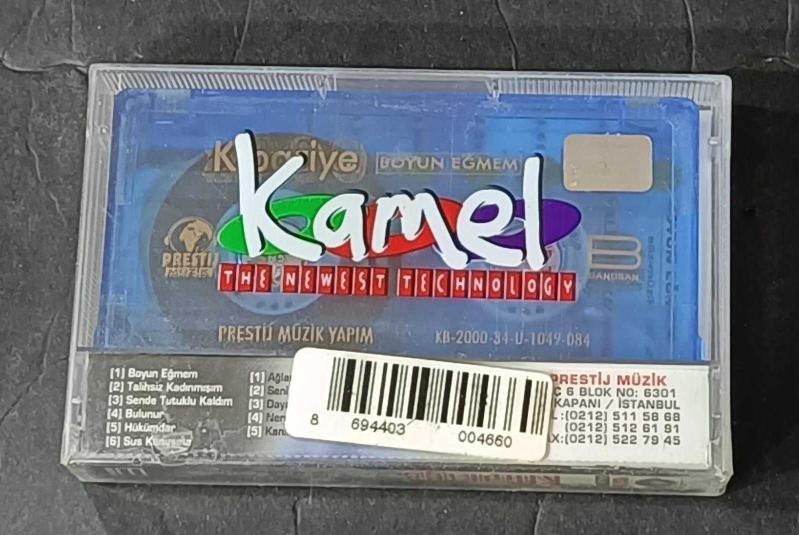 Kibariye BOYUN EĞMEM
Kamel
THE NEWEST TECHNOLOGY
PRESTİJ
MÜZİK
BANDSAN
PRESTİJ MÜZİK YAPIM KB-2000-34-U-1049-084
[1] Boyun Eğmem
[2] Talihsiz Kadınmışım
[3] Sende Tutuklu Kaldım
[4] Bulunur
[5] Hükümdar
[6] Sus Konuşma
[1]
[2]
[3]
[4]
[5]
8 694403 004660
PRESTİJ MÜZİK
6 BLOK NO: 6301
KAPANI / İSTANBUL
:(0212) 511 58 68
(0212) 512 61 91
:(0212) 522 79 45